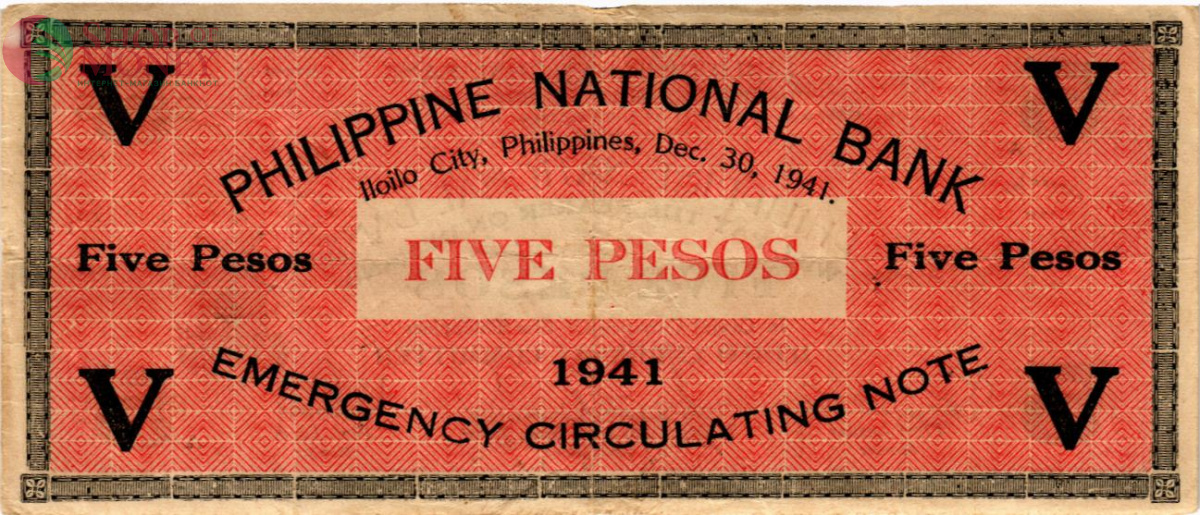 V V
PHILIPPINE NATIONAL BANK
Iloilo City, Philippines, Dec. 30, 1941.
Five Pesos FIVE PESOS Five Pesos
1941
EMERGENCY CIRCULATING NOTE
V V